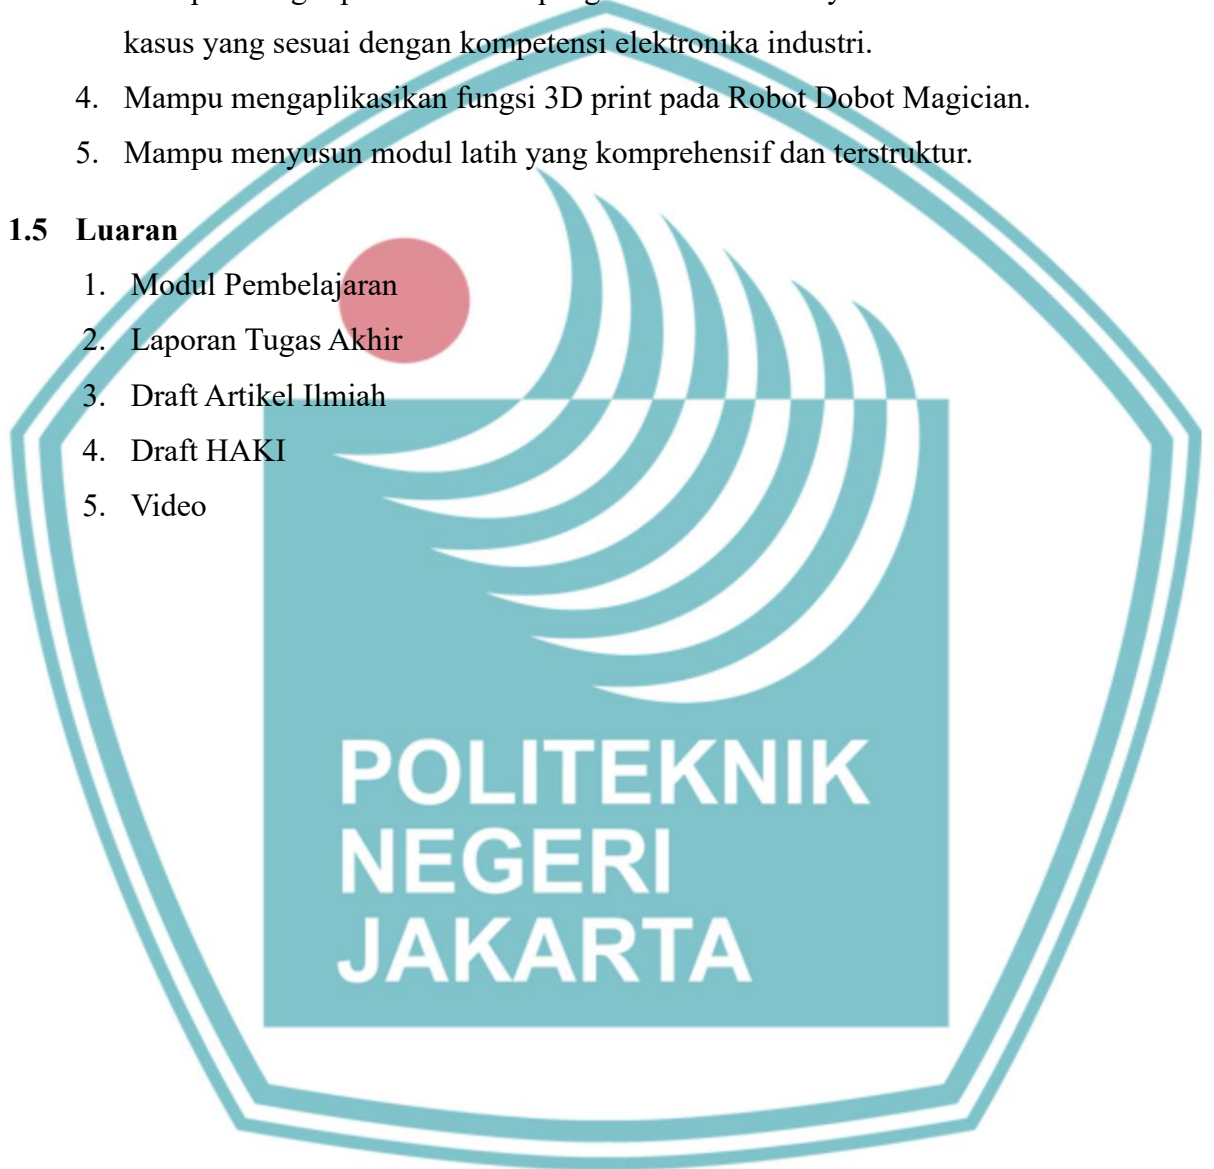 kasus yang sesuai dengan kompetensi elektronika industri.
4. Mampu mengaplikasikan fungsi 3D print pada Robot Dobot Magician.
5. Mampu menyusun modul latih yang komprehensif dan terstruktur.
1.5 Luaran
1. Modul Pembelajaran
2. Laporan Tugas Akhir
3. Draft Artikel Ilmiah
4. Draft HAKI
5. Video
POLITEKNIK
NEGERI
JAKARTA